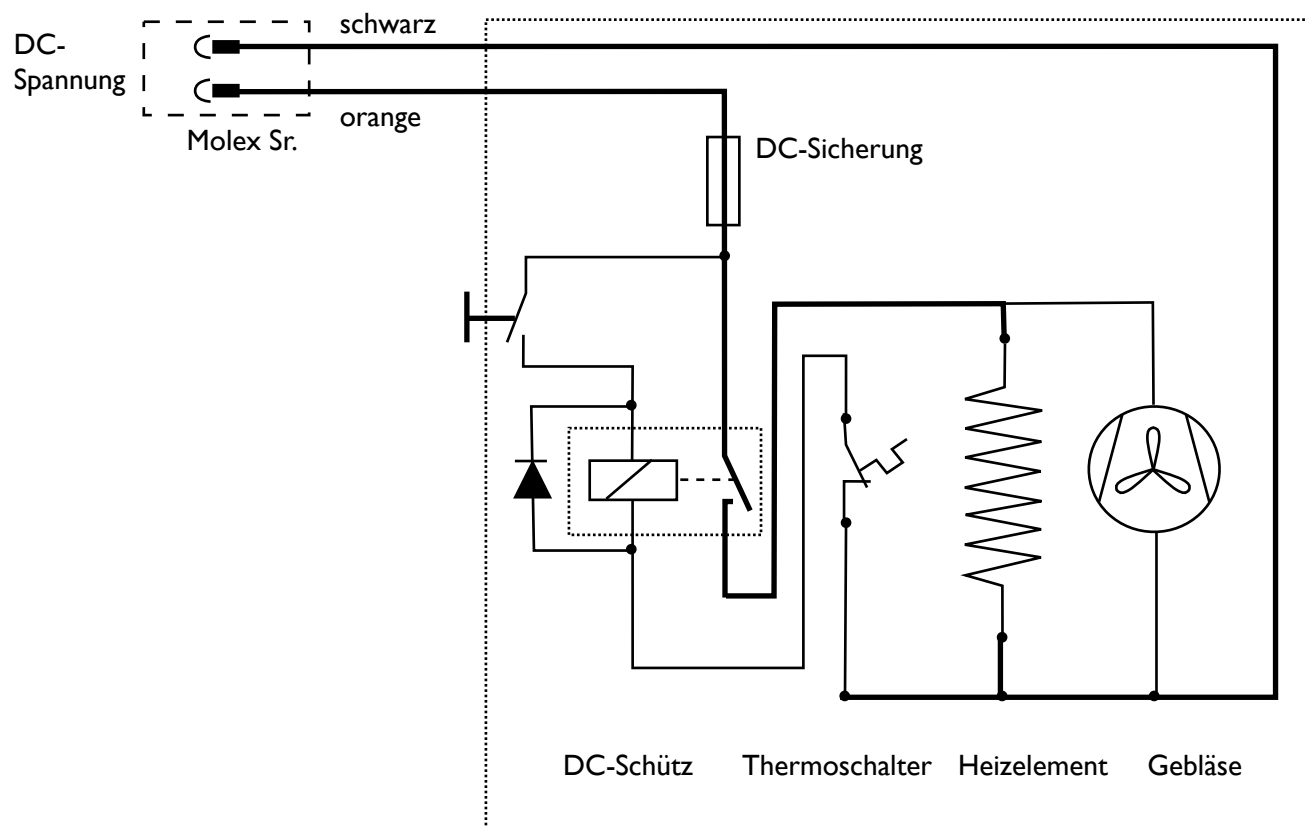 schwarz
DC-
Spannung
orange
Molex Sr.
DC-Sicherung
DC-Schütz
Thermoschalter
Heizelement
Gebläse